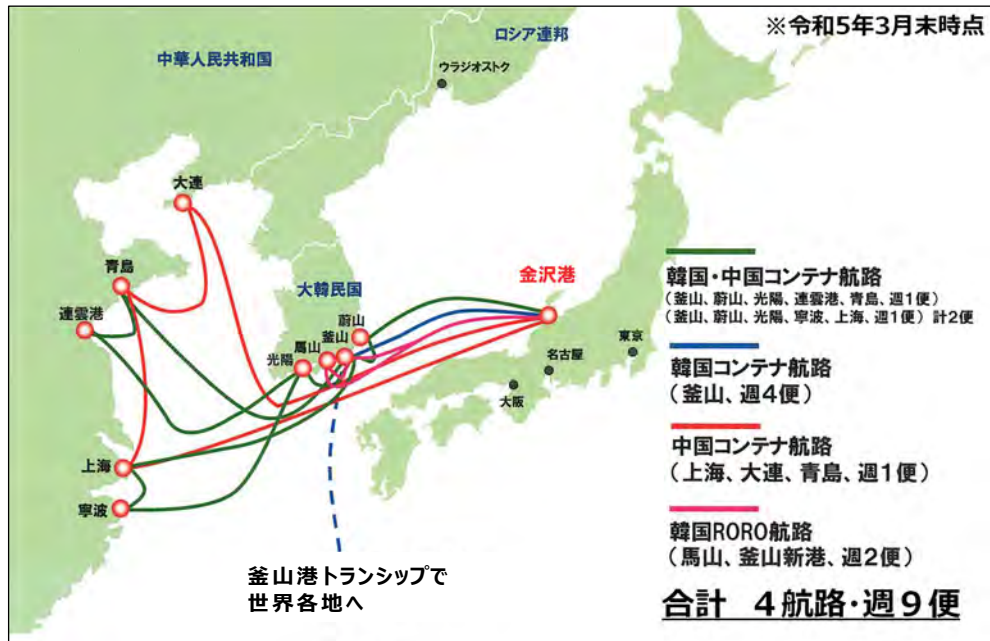 ※令和5年3月末時点
ロシア連邦
中華人民共和国
ウラジオストク
大連
青島
金沢港
大韓民国
連雲港
蔚山
釜山
馬山
光陽
東京
名古屋
大阪
上海
寧波
釜山港トランシップで
世界各地へ
韓国・中国コンテナ航路
(釜山、蔚山、光陽、連雲港、青島、週1便)
(釜山、蔚山、光陽、寧波、上海、週1便) 計2便
韓国コンテナ航路
(釜山、週4便)
中国コンテナ航路
(上海、大連、青島、週1便)
韓国RORO航路
(馬山、釜山新港、週2便)
合計 4航路・週9便